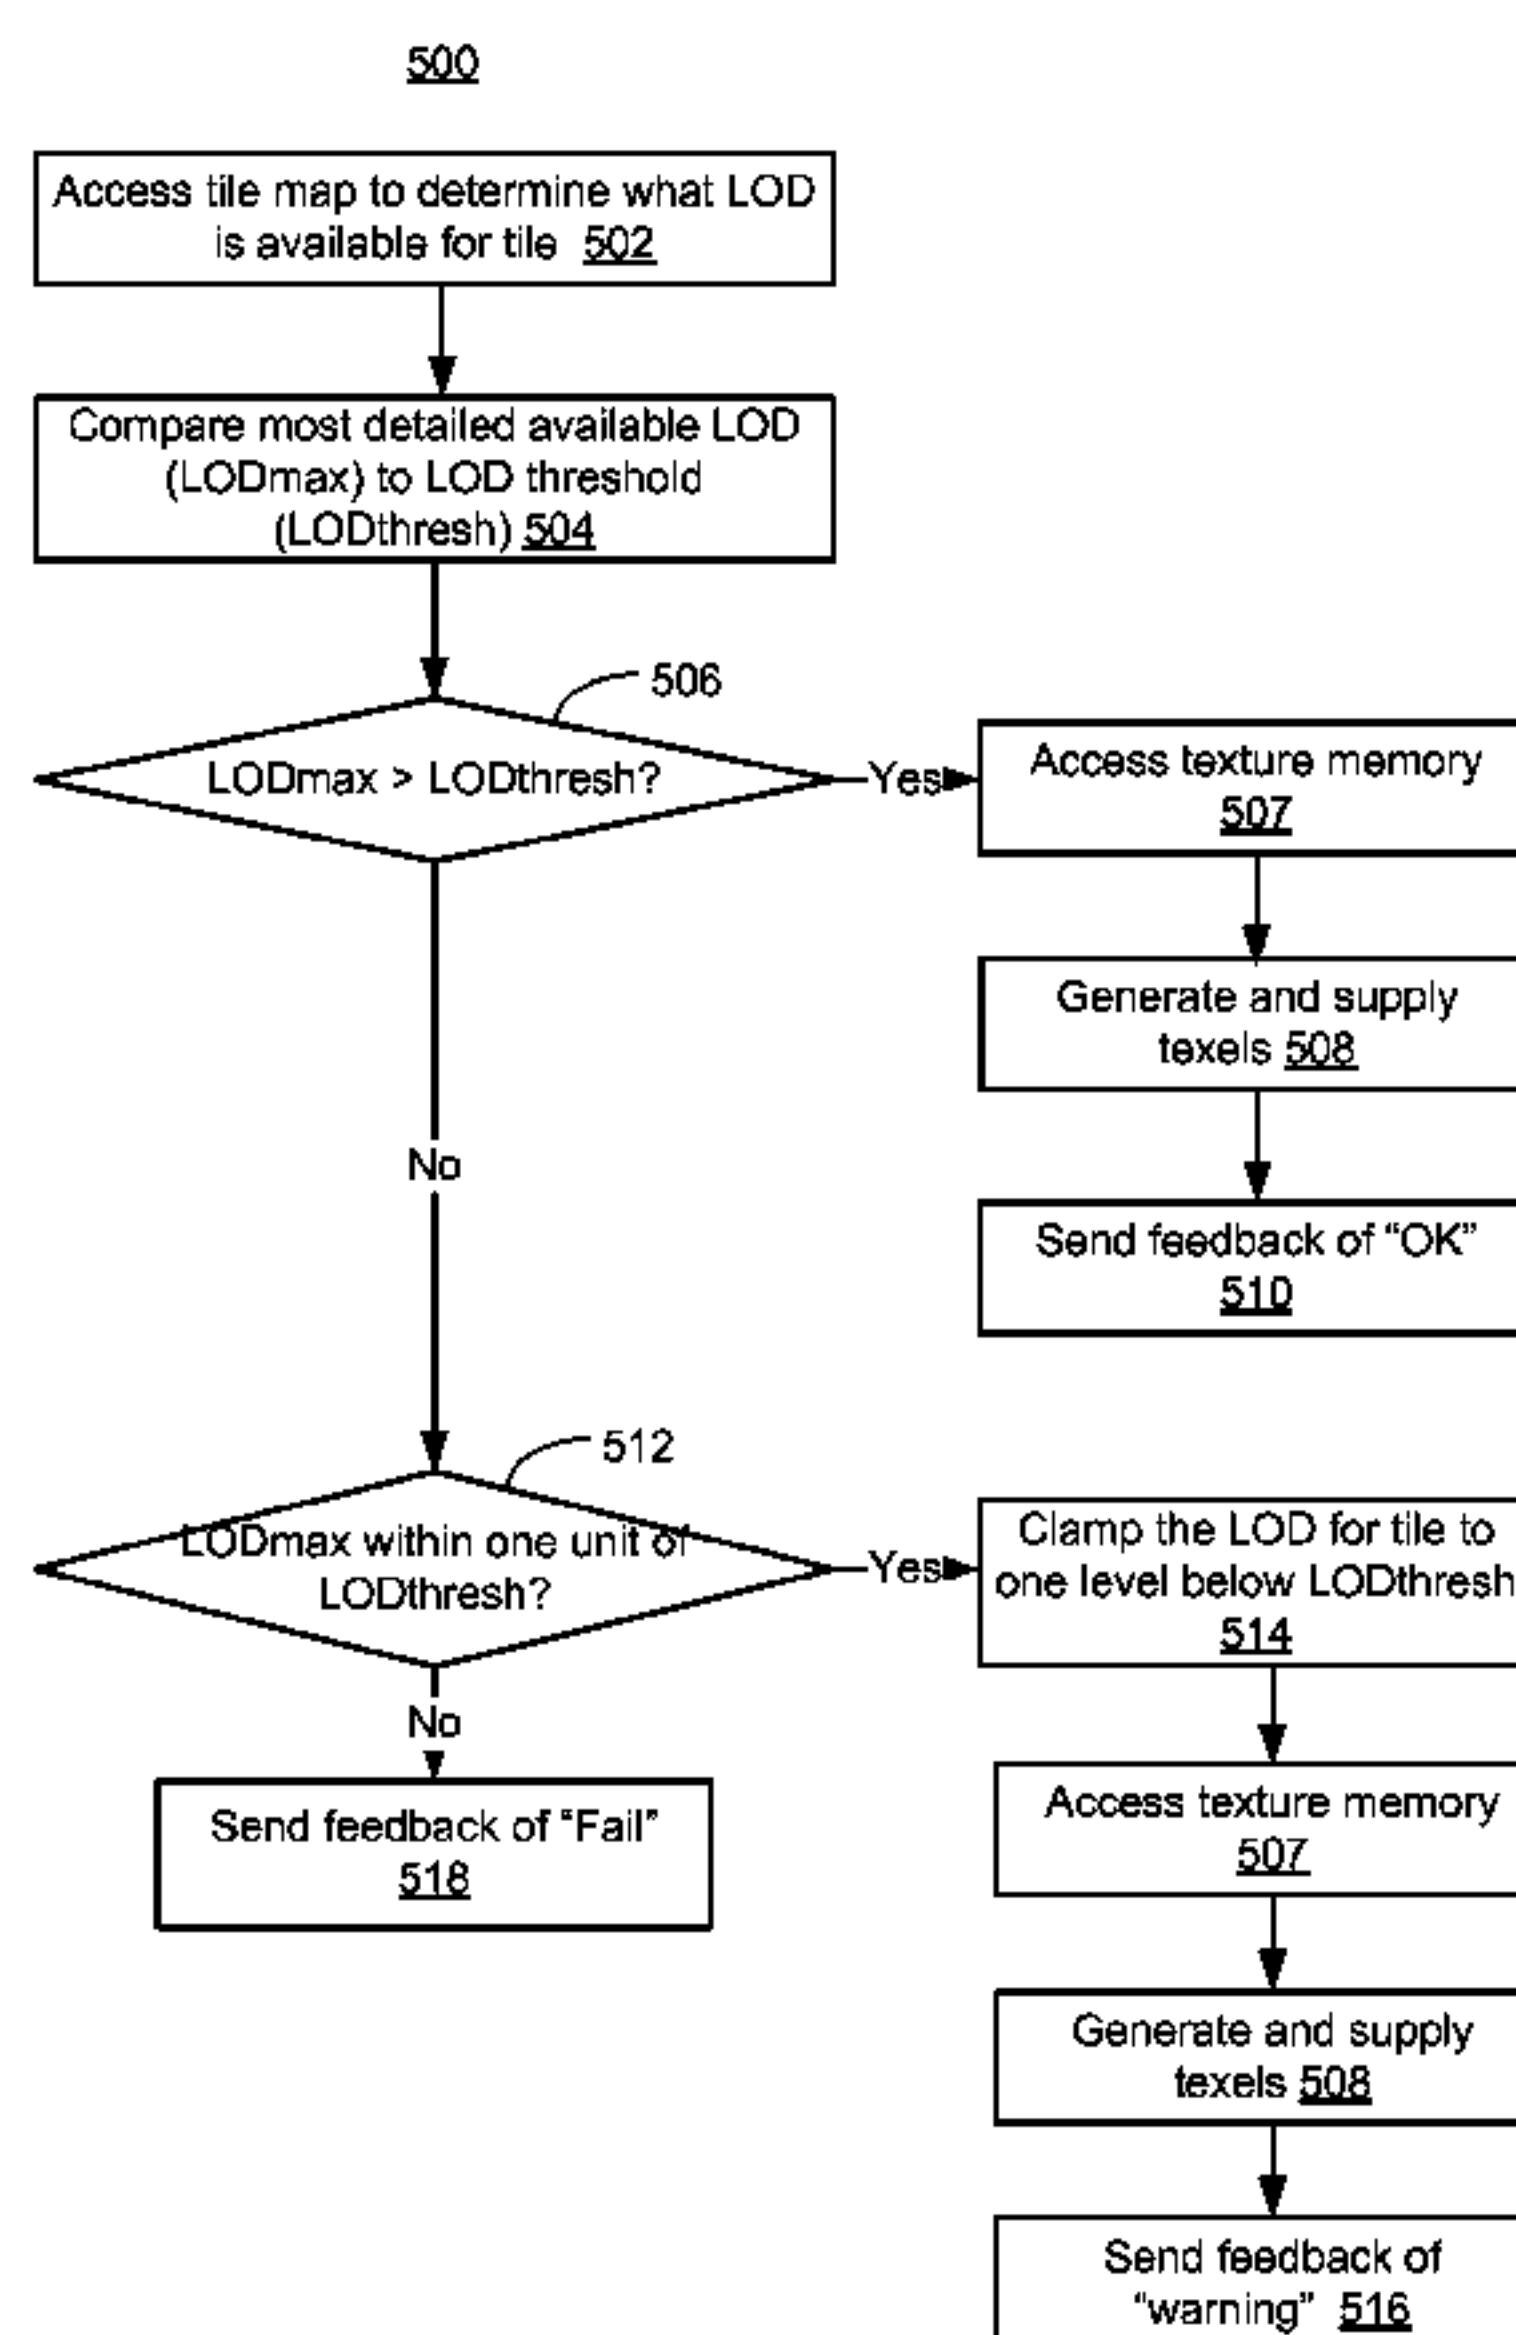 500
Access tile map to determine what LOD
is available for tile 502
Compare most detailed available LOD
(LODmax) to LOD threshold
(LODthresh) 504
506
LODmax > LODthresh?
Yes
Access texture memory
507
Generate and supply
texels 508
No
Send feedback of “OK”
510
512
LODmax within one unit of
LODthresh?
Yes
Clamp the LOD for tile to
one level below LODthresh
514
No
Send feedback of “Fail”
518
Access texture memory
507
Generate and supply
texels 508
Send feedback of
“warning” 516